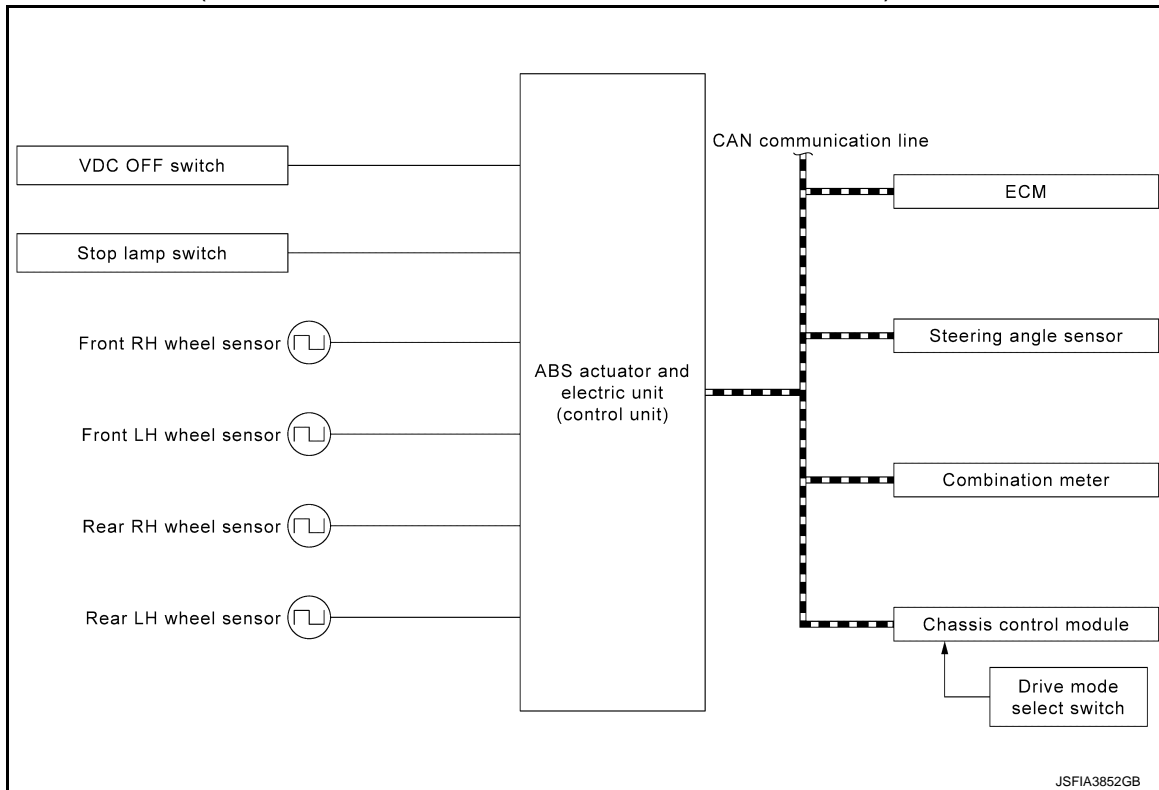 VDC OFF switch
Stop lamp switch
Front RH wheel sensor
Front LH wheel sensor
Rear RH wheel sensor
Rear LH wheel sensor
ABS actuator and
electric unit
(control unit)
CAN communication line
ECM
Steering angle sensor
Combination meter
Chassis control module
Drive mode
select switch
JSFIA3852GB